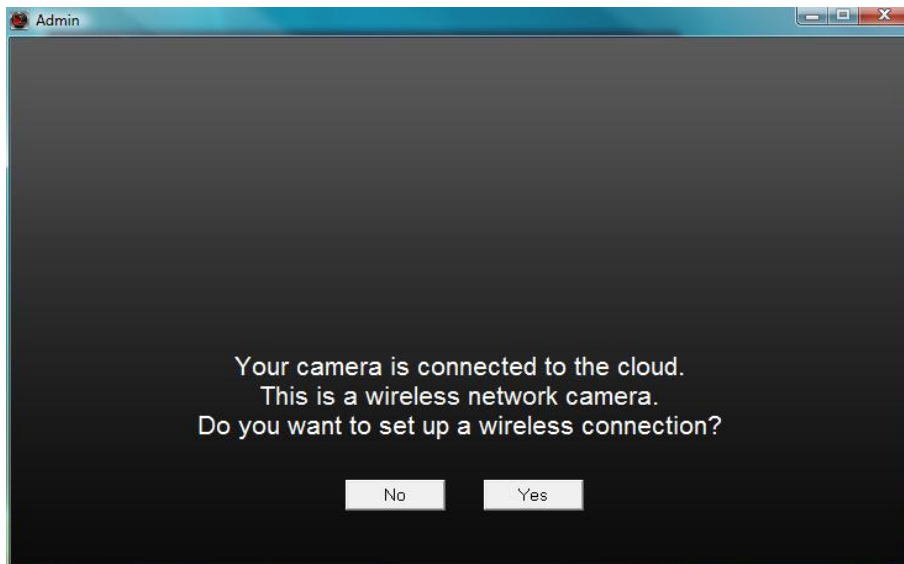 Admin
Your camera is connected to the cloud.
This is a wireless network camera.
Do you want to set up a wireless connection?
No Yes